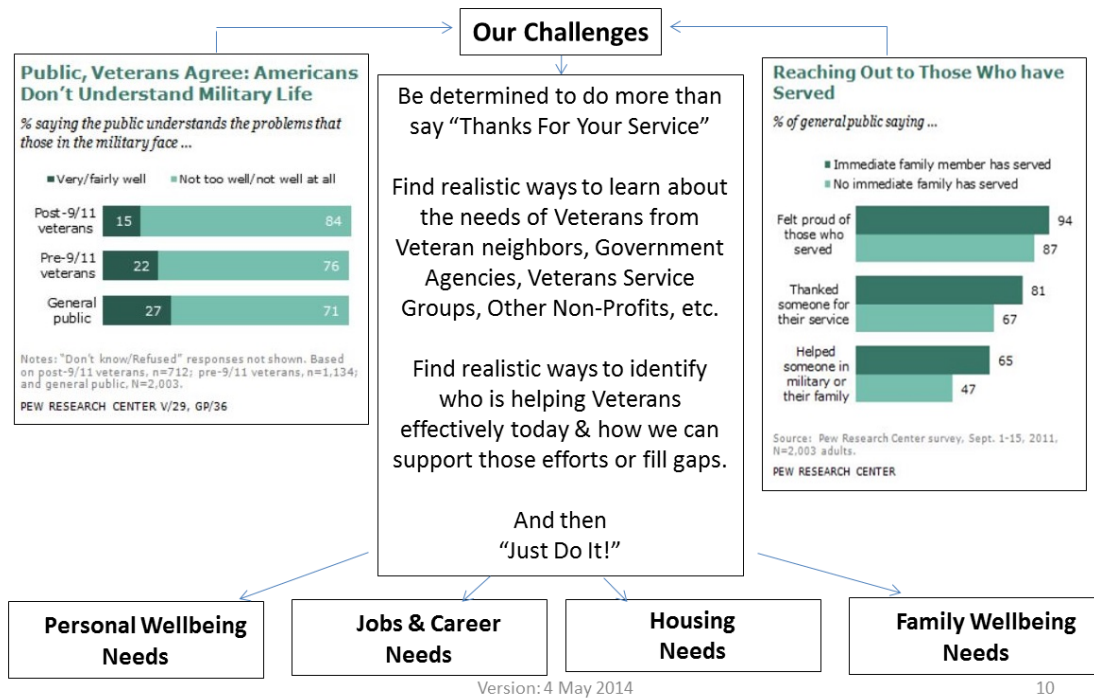 Our Challenges
Public, Veterans Agree: Americans
Don't Understand Military Life
% saying the public understands the problems that
those in the military face ...
Very/fairly well Not too well/not well at all
Post-9/11
veterans
15 84
Pre-9/11
veterans
22 76
General
public
27 71
Notes: "Don't know/Refused" responses not shown. Based
on post-9/11 veterans, n=712; pre-9/11 veterans, n=1,134;
and general public, N=2,003.
PEW RESEARCH CENTER V/29, GP/36
Be determined to do more than
say “Thanks For Your Service”
Find realistic ways to learn about
the needs of Veterans from
Veteran neighbors, Government
Agencies, Veterans Service
Groups, Other Non-Profits, etc.
Find realistic ways to identify
who is helping Veterans
effectively today & how we can
support those efforts or fill gaps.
And then
“Just Do It!”
Reaching Out to Those Who have
Served
% of general public saying ...
Immediate family member has served
No immediate family has served
Felt proud of
those who
served
94
87
Thanked
someone for
their service
81
67
Helped
someone in
military or
their family
65
47
Source: Pew Research Center survey, Sept. 1-15, 2011,
N=2,003 adults.
PEW RESEARCH CENTER
Personal Wellbeing
Needs
Jobs & Career
Needs
Housing
Needs
Family Wellbeing
Needs
Version: 4 May 2014
10